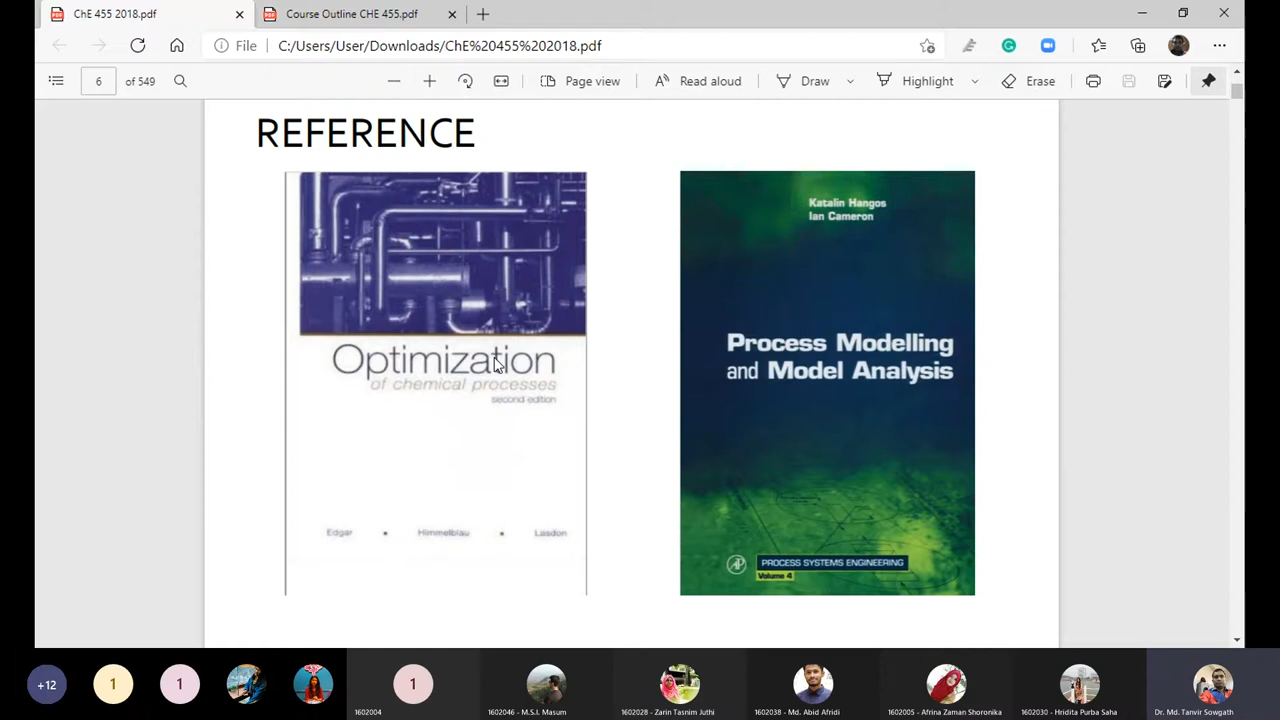 ChE 455 2018.pdf
Course Outline CHE 455.pdf
File
C:/Users/User/Downloads/ChE%20455%202018.pdf
6 of 549
Page view
Read aloud
Draw
Highlight
Erase
REFERENCE
Optimization
of chemical processes
second edition
Edgar • Himmelblau • Lasdon
Katalin Hangos
Ian Cameron
Process Modelling
and Model Analysis
AP
PROCESS SYSTEMS ENGINEERING
Volume 4
+12
1
1
1
1602004
1602046 - M.S.I. Masum
1602028 - Zarin Tasnim Juthi
1602038 - Md. Abid Afridi
1602005 - Afrina Zaman Shoronika
1602030 - Hridita Purba Saha
Dr. Md. Tanvir Sowgath